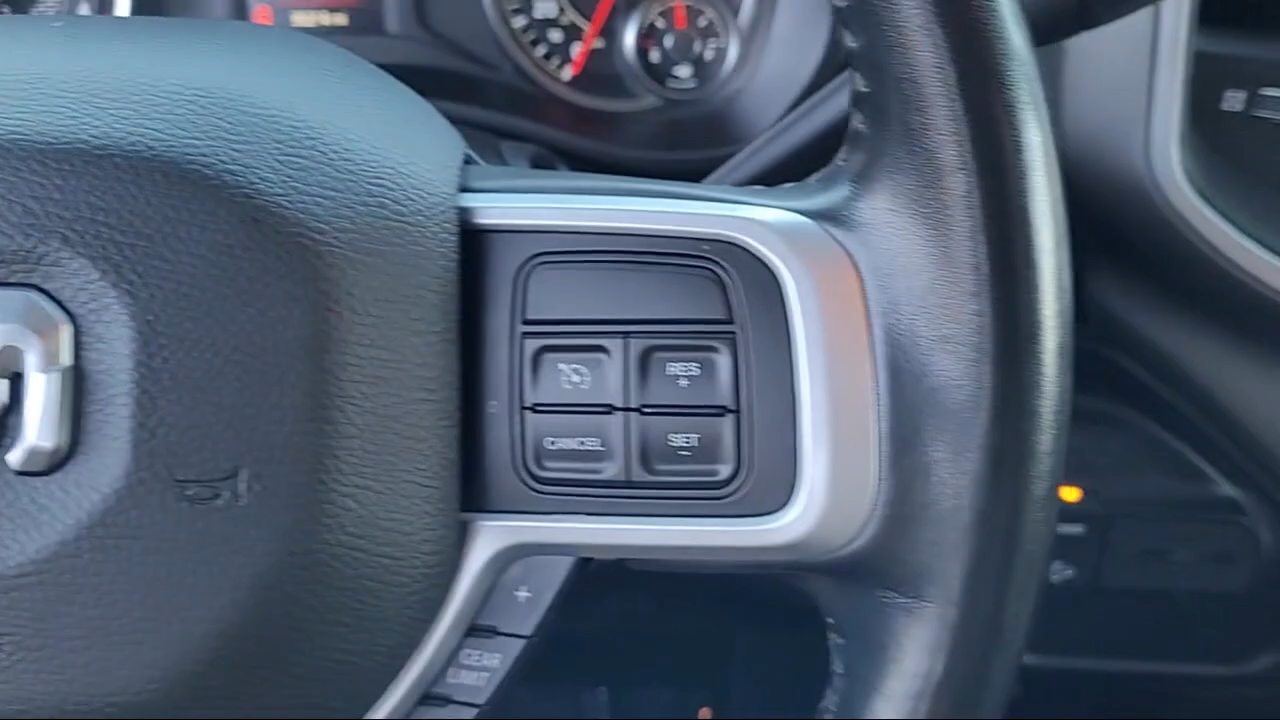 RES
+
CANCEL
SET
-
+
GEAR
LIMIT